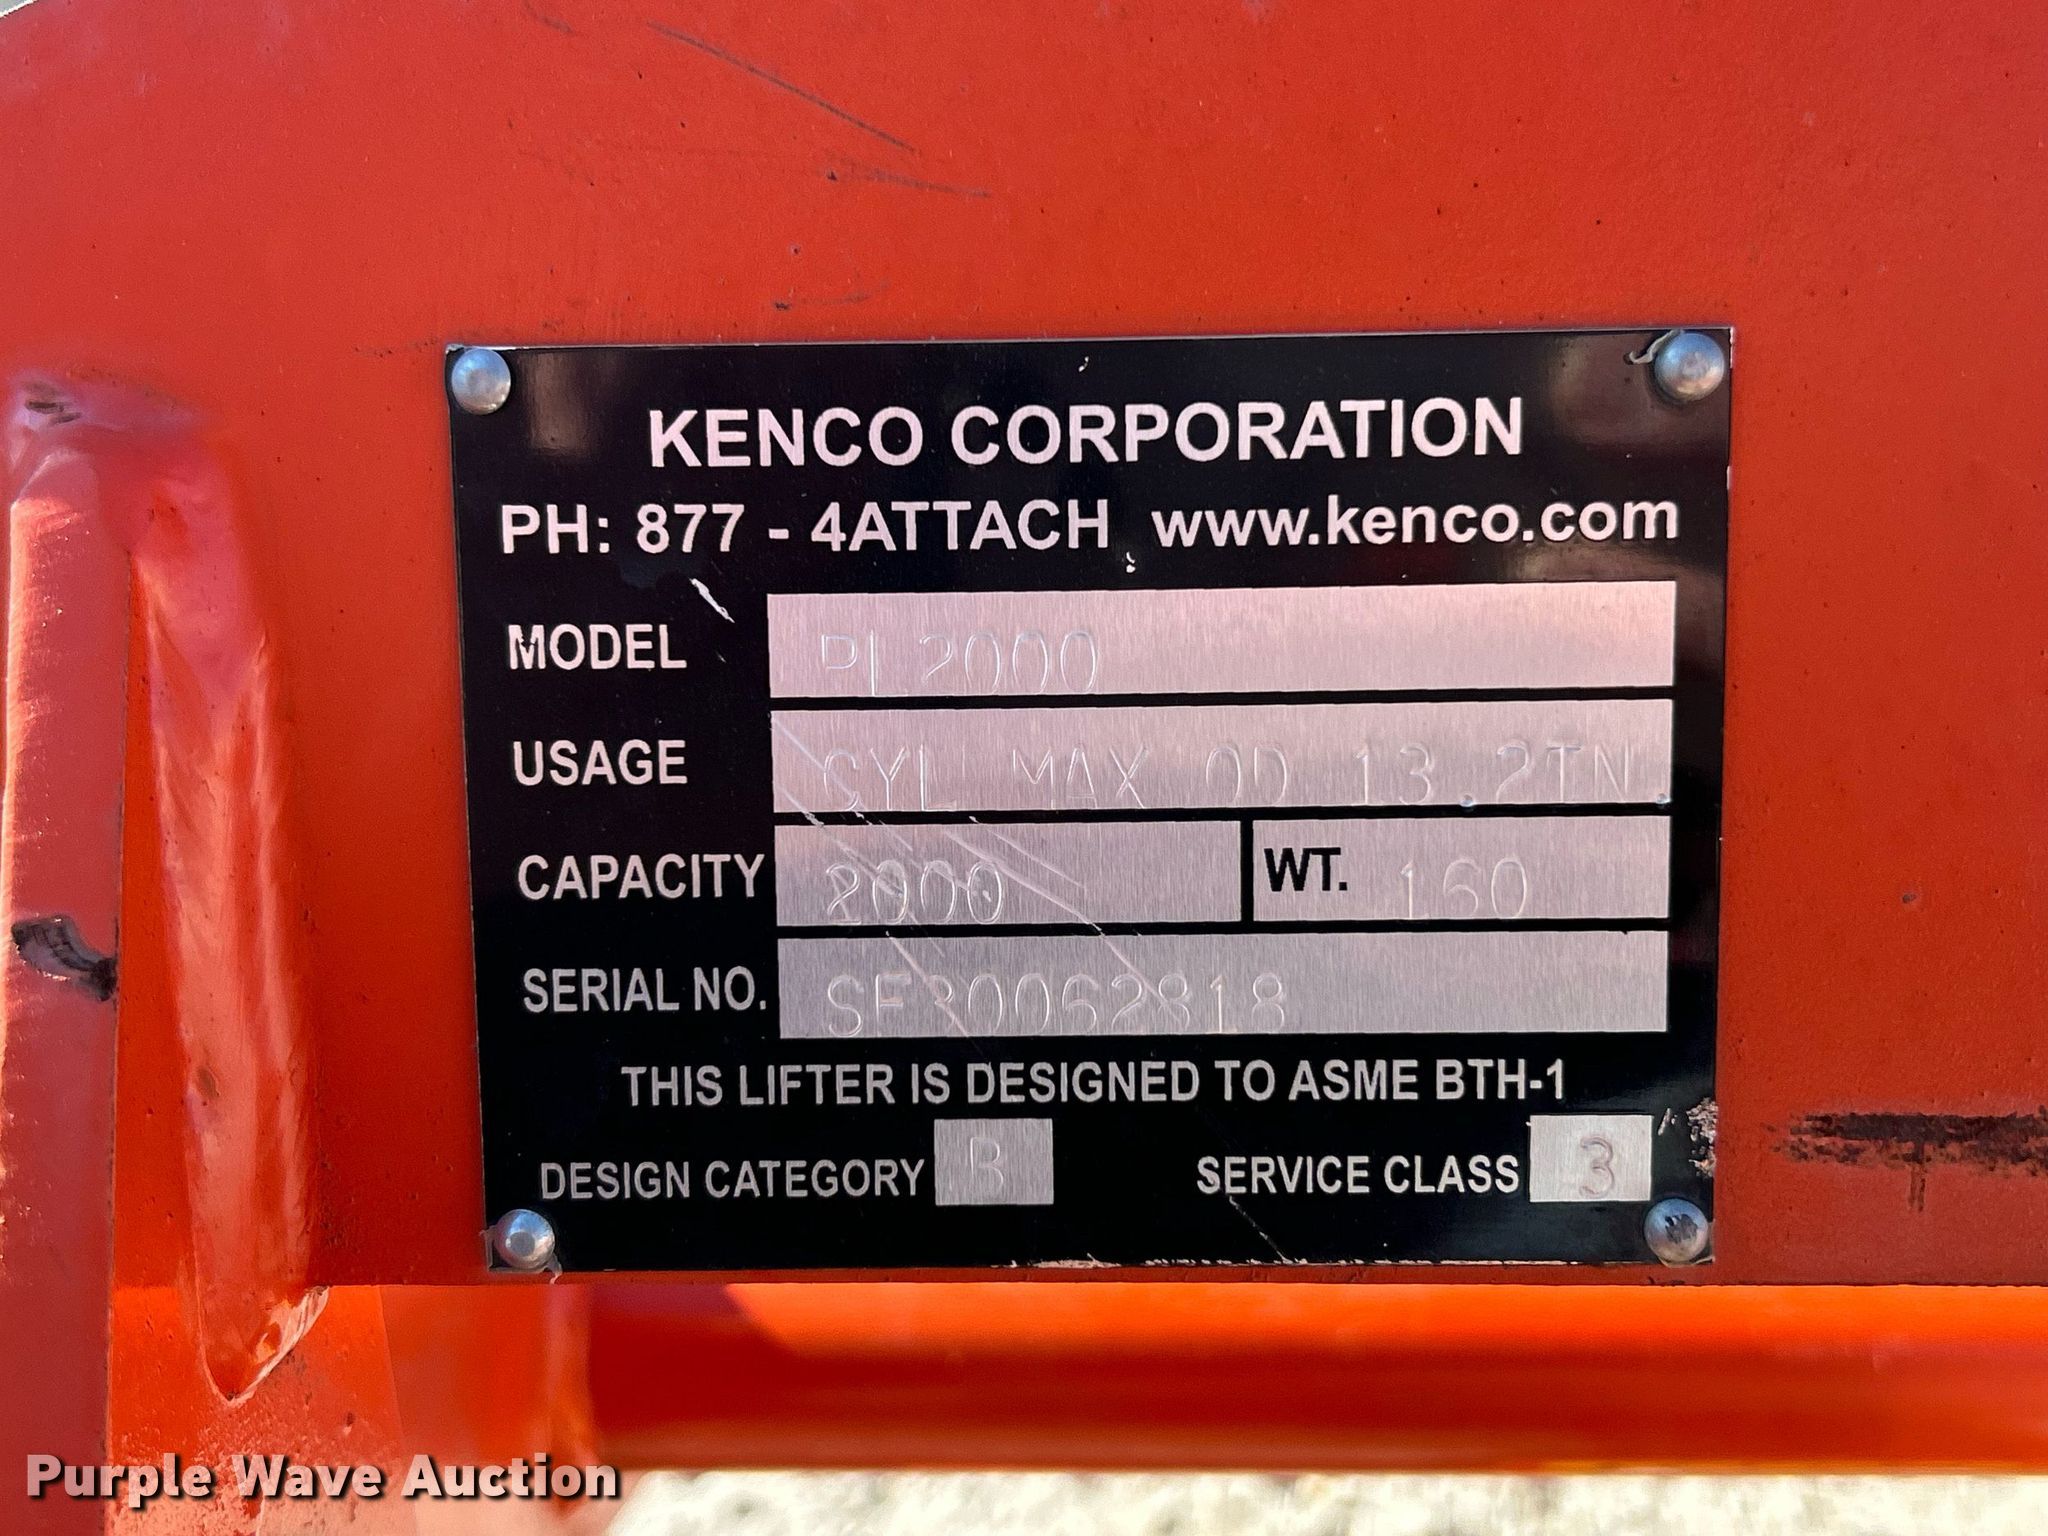 KENCO CORPORATION
PH: 877 - 4ATTACH www.kenco.com
MODEL PL2000
USAGE CYL MAX OD 13.2IN.
CAPACITY 2000 WT. 160
SERIAL NO. SF30062818
THIS LIFTER IS DESIGNED TO ASME BTH-1
DESIGN CATEGORY B SERVICE CLASS 3
Purple Wave Auction